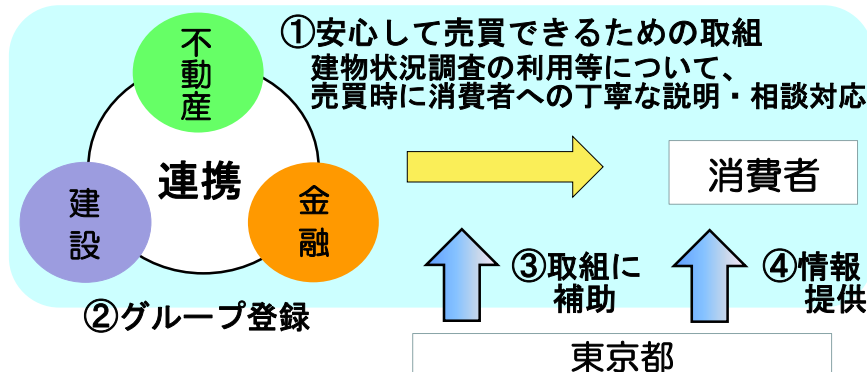 ①安心して売買できるための取組
建物状況調査の利用等について、
売買時に消費者への丁寧な説明・相談対応
不動産
連携
建設
金融
消費者
②グループ登録
③取組に
補助
④情報
提供
東京都